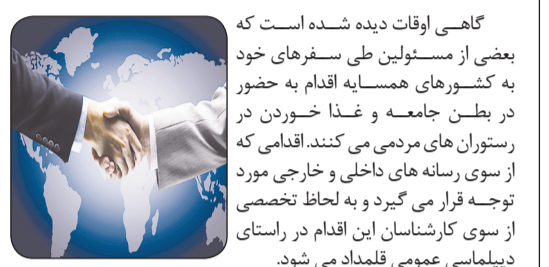 گاهی اوقات دیده شده است که
بعضی از مسئولین طی سفرهای خود
به کشورهای همسایه اقدام به حضور
در بطن جامعه و غذا خوردن در
رستوران های مردمی می کنند. اقدامی که
از سوی رسانه های داخلی و خارجی مورد
توجه قرار می گیرد و به لحاظ تخصصی
از سوی کارشناسان این اقدام در راستای
دیپلماسی عمومی قلمداد می شود.